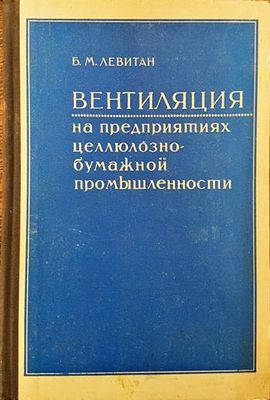 Б. М. ЛЕВИТАН
ВЕНТИЛЯЦИЯ
на предприятиях
целлюлозно-
бумажной
промышленности